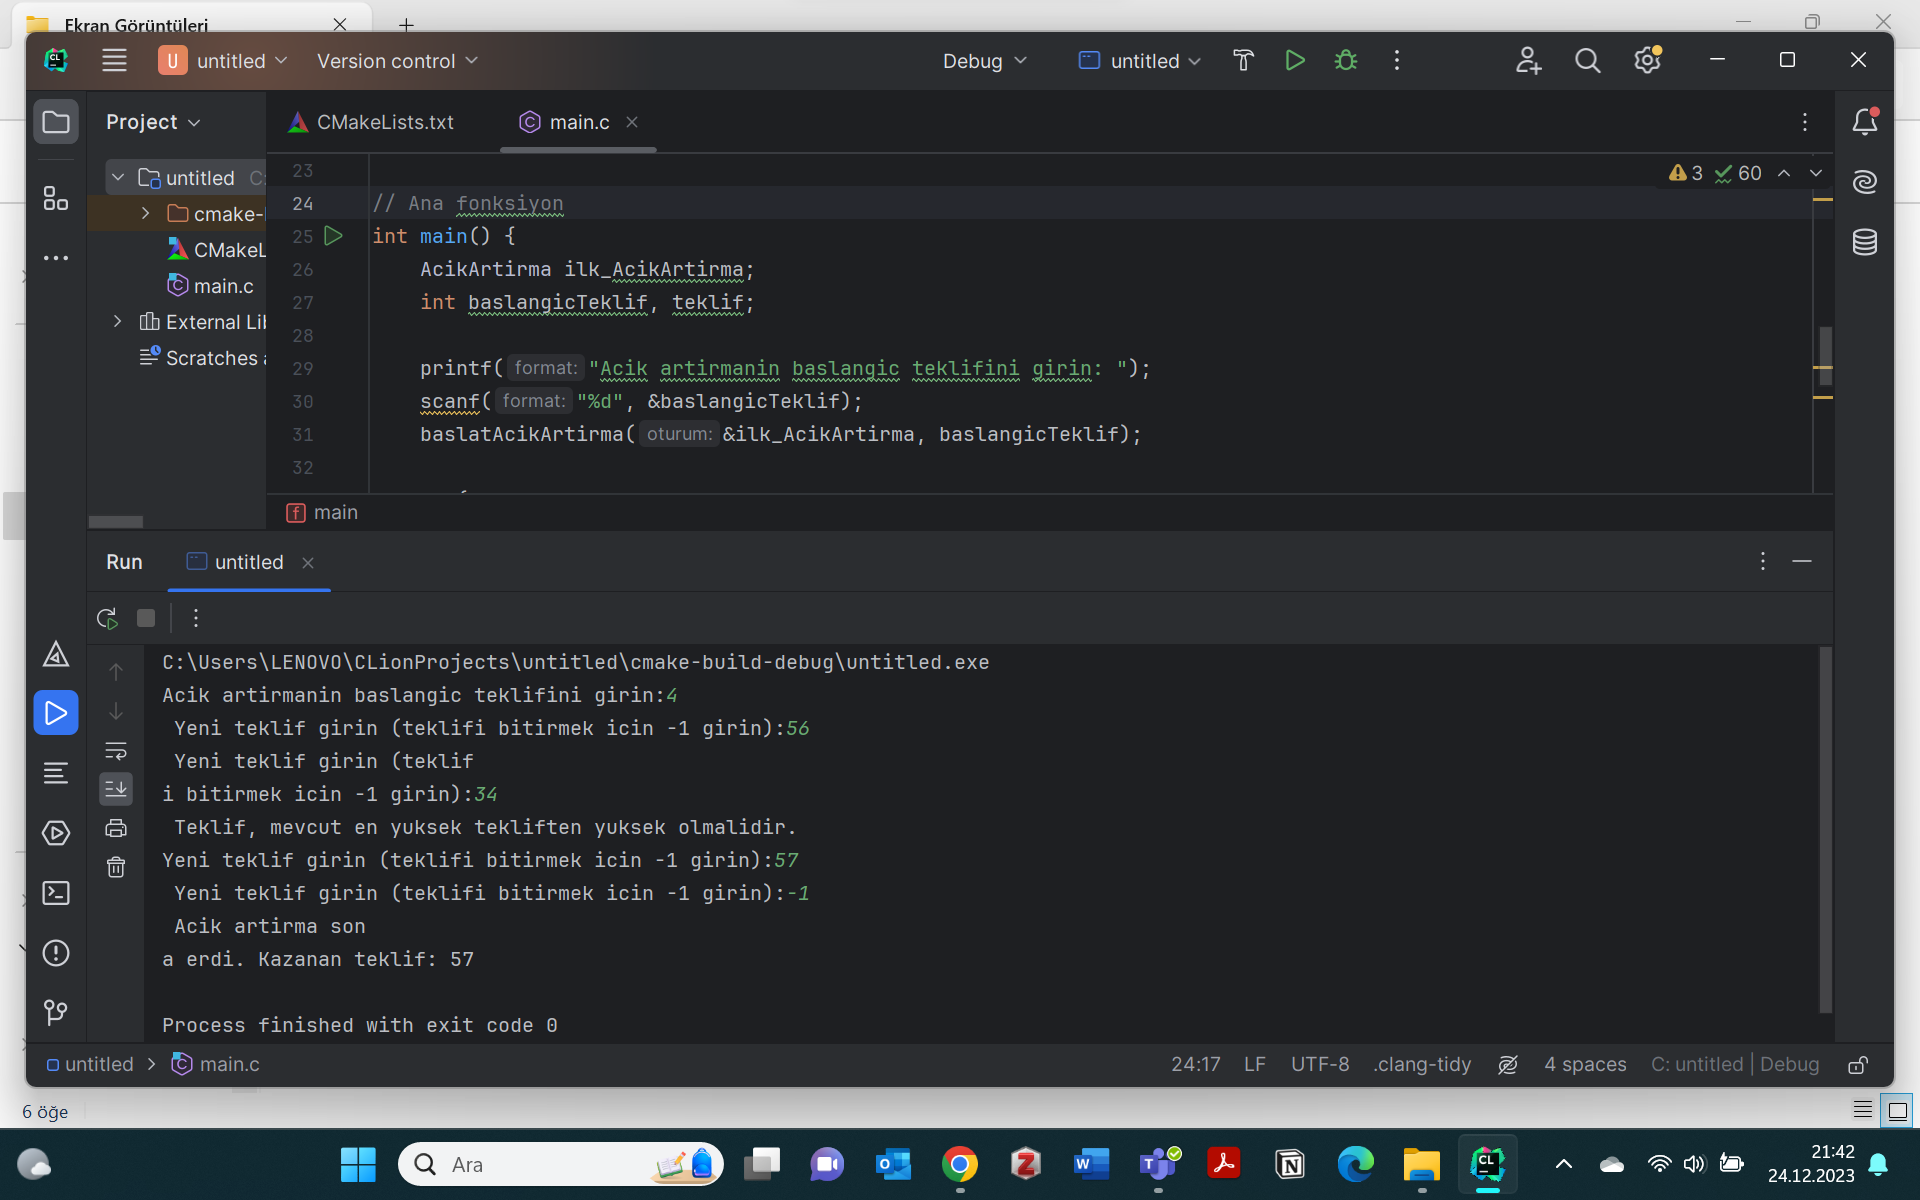 Ekran Görüntüleri
CL
U untitled
Version control
Debug
untitled
Project
CMakeLists.txt
main.c
untitled C:
cmake-
CMakeL
main.c
External Lib
Scratches a
3 60
23
24 // Ana fonksiyon
25 int main() {
26 AcikArtirma ilk_AcikArtirma;
27 int baslangicTeklif, teklif;
28
29 printf( format: "Acik artirmanin baslangic teklifini girin: ");
30 scanf( format: "%d", &baslangicTeklif);
31 baslatAcikArtirma( oturum: &ilk_AcikArtirma, baslangicTeklif);
32
f main
Run
untitled
C:\Users\LENOVO\CLionProjects\untitled\cmake-build-debug\untitled.exe
Acik artirmanin baslangic teklifini girin:4
Yeni teklif girin (teklifi bitirmek icin -1 girin):56
Yeni teklif girin (teklif
i bitirmek icin -1 girin):34
Teklif, mevcut en yuksek tekliften yuksek olmalidir.
Yeni teklif girin (teklifi bitirmek icin -1 girin):57
Yeni teklif girin (teklifi bitirmek icin -1 girin):-1
Acik artirma son
a erdi. Kazanan teklif: 57
Process finished with exit code 0
untitled > main.c
24:17 LF UTF-8 .clang-tidy 4 spaces C: untitled | Debug
6 öğe
Ara
21:42
24.12.2023